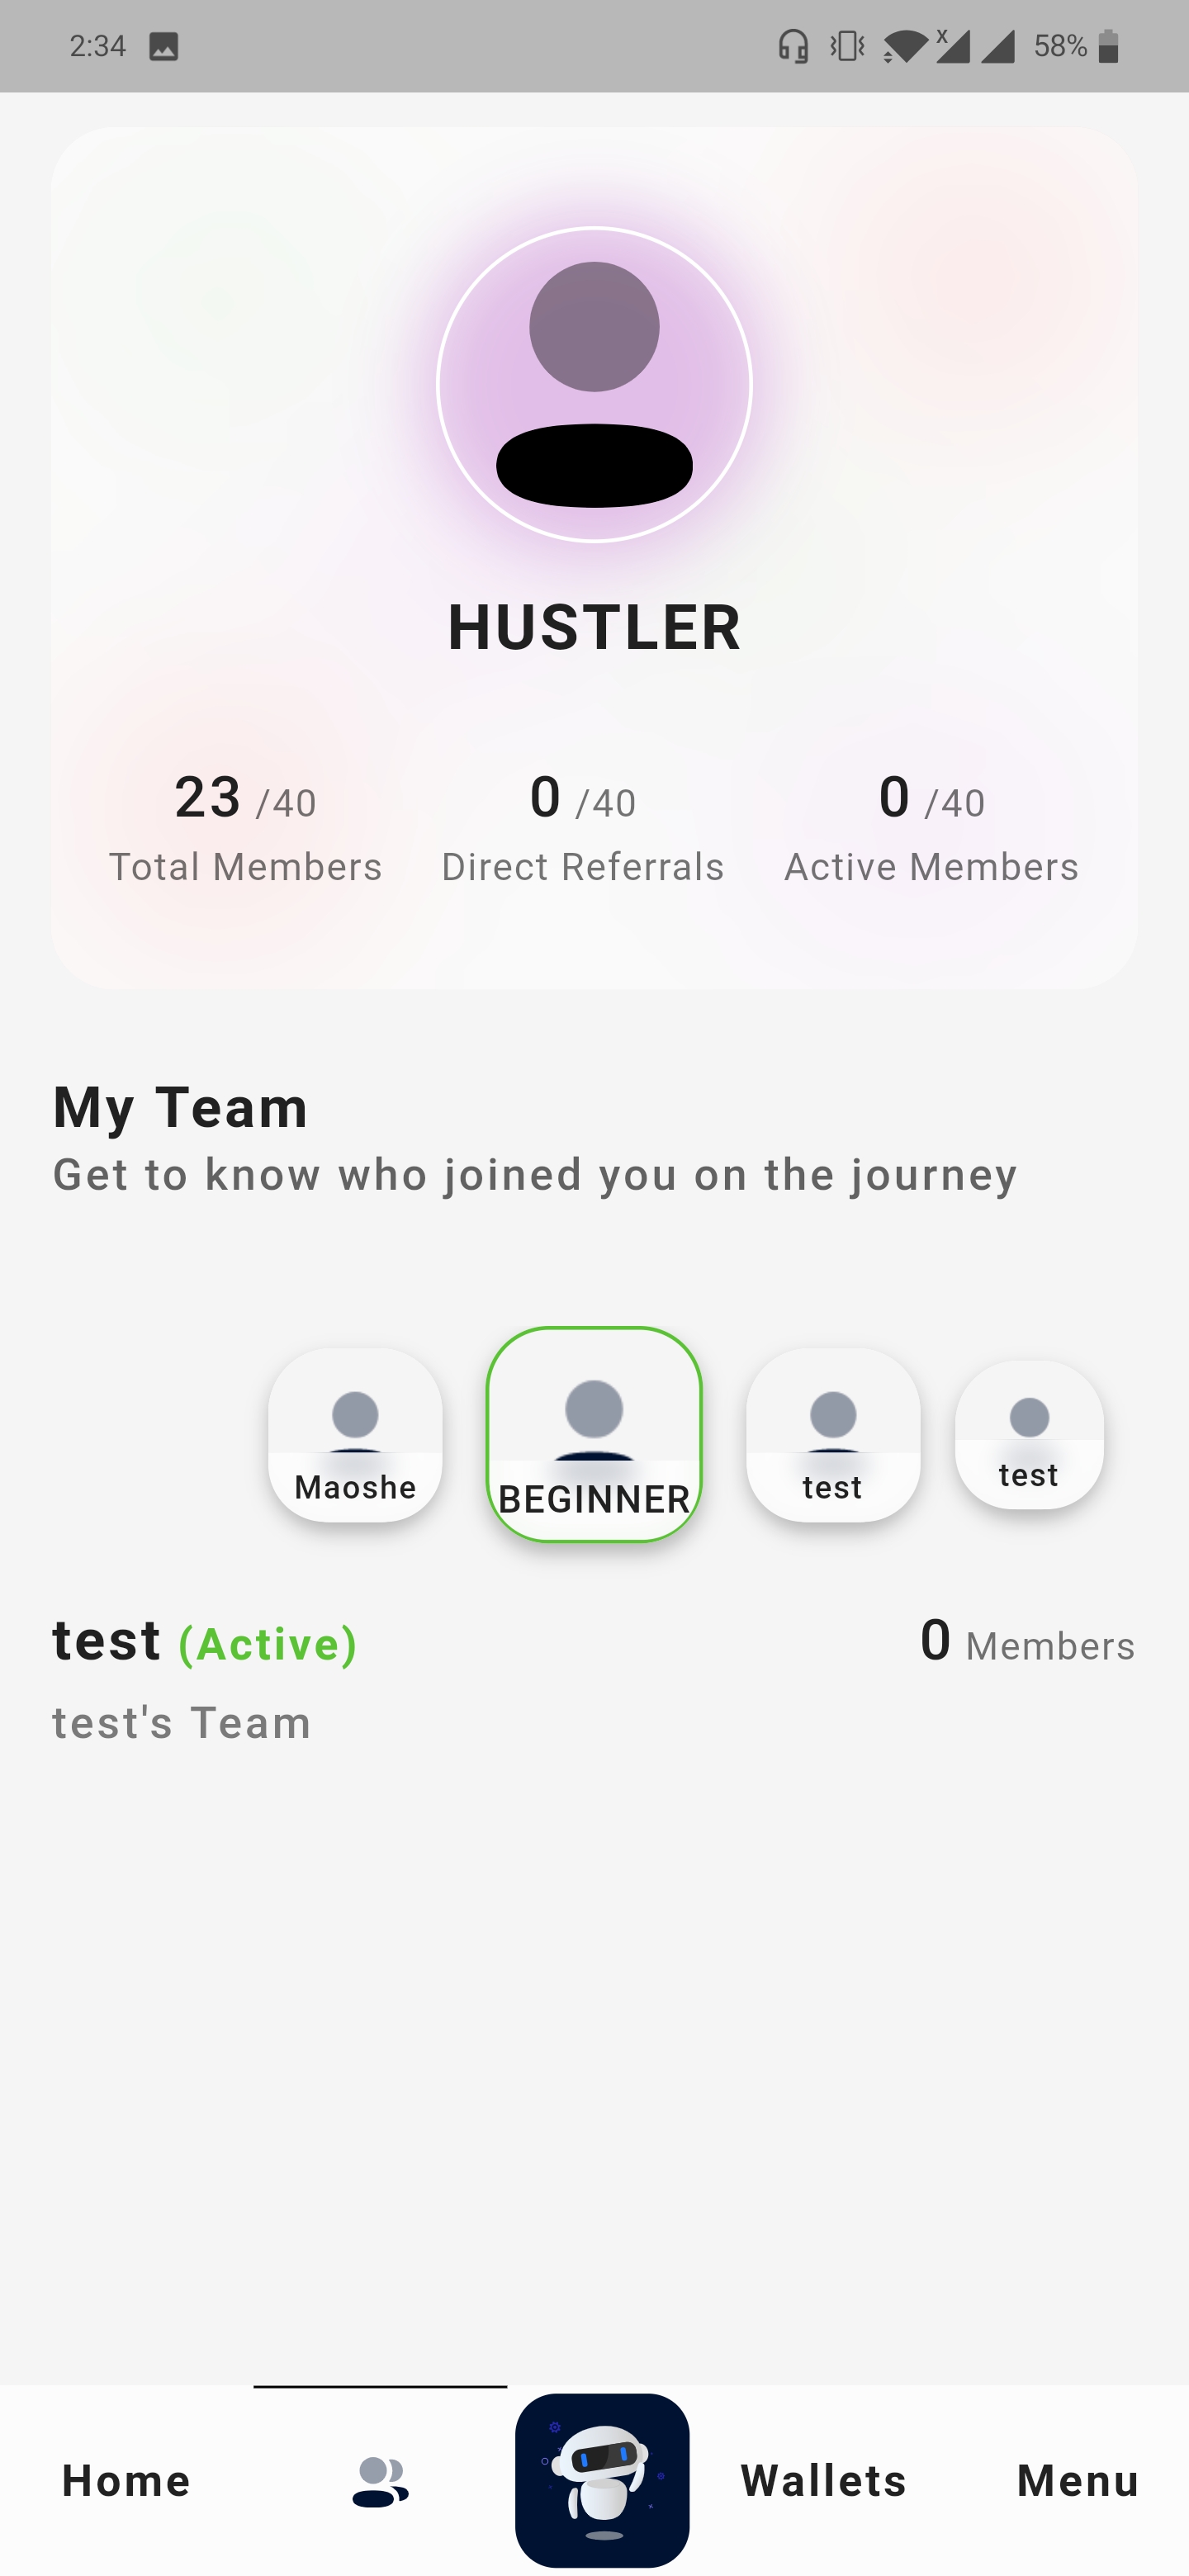 2:34 x 58%
HUSTLER
23 /40 0 /40 0 /40
Total Members Direct Referrals Active Members
My Team
Get to know who joined you on the journey
Maoshe BEGINNER test test
test (Active) 0 Members
test's Team
Home Wallets Menu